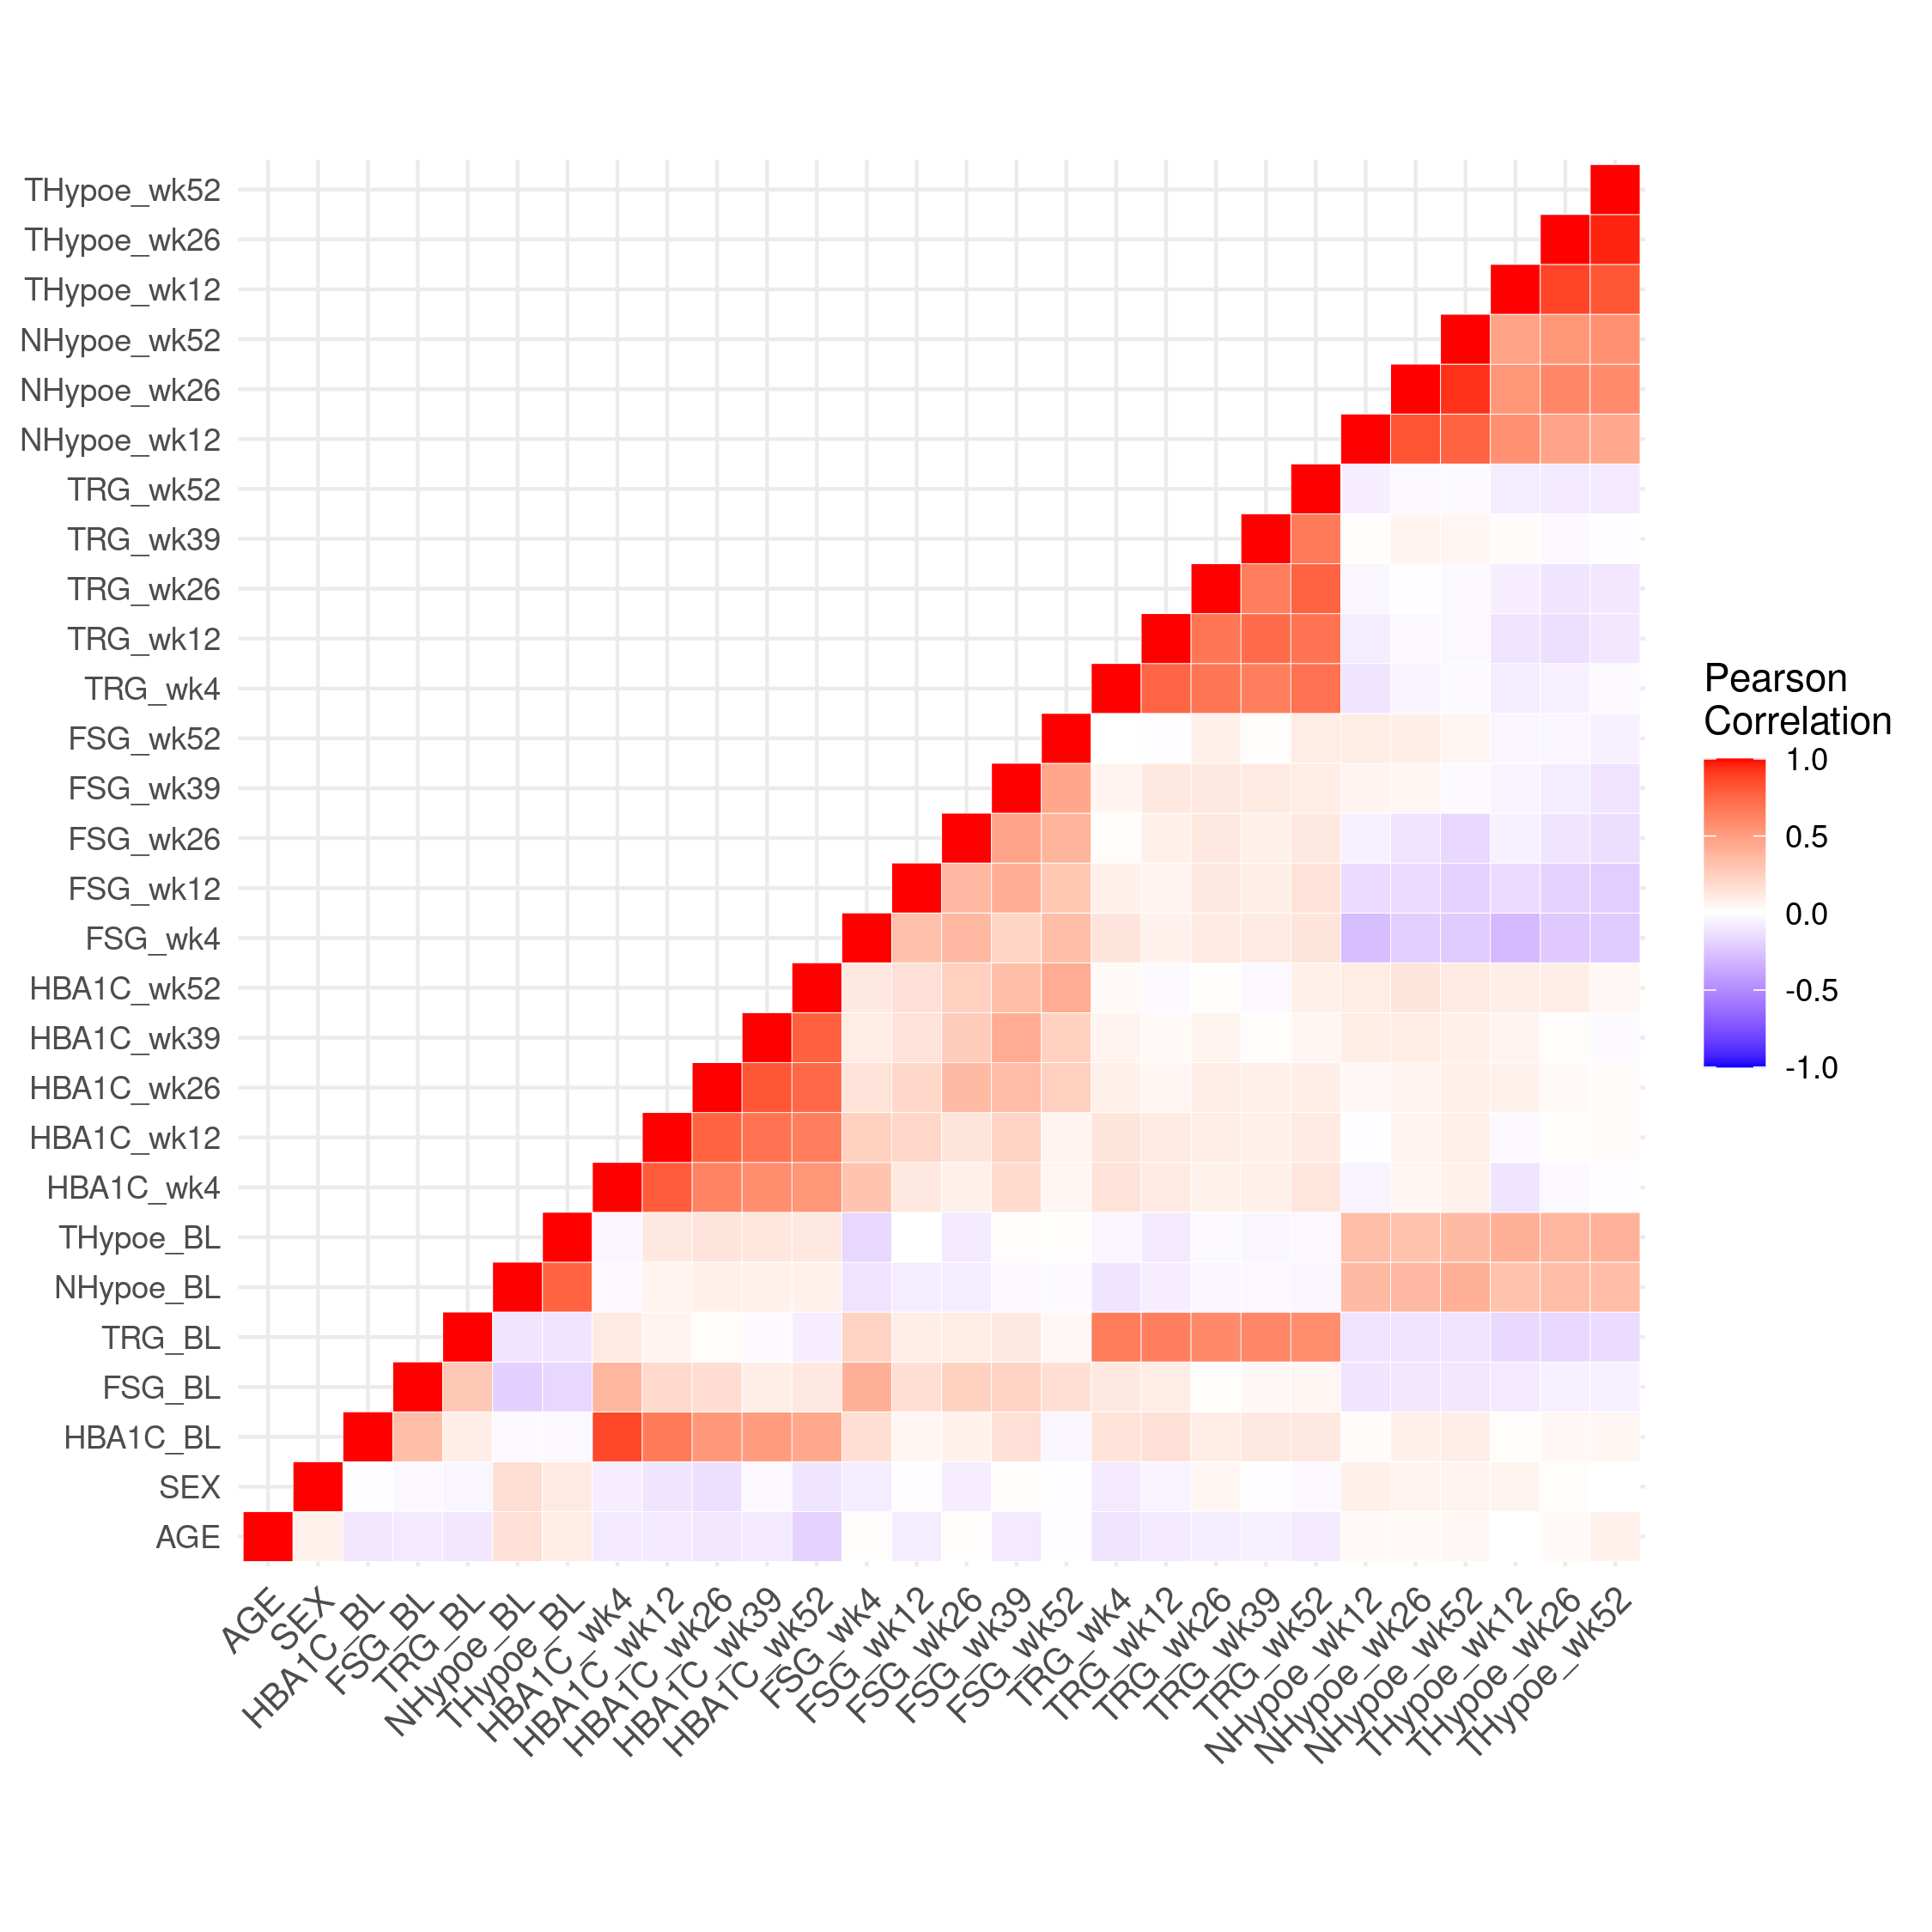 THypoe_wk52
THypoe_wk26
THypoe_wk12
NHypoe_wk52
NHypoe_wk26
NHypoe_wk12
TRG_wk52
TRG_wk39
TRG_wk26
TRG_wk12
TRG_wk4
FSG_wk52
FSG_wk39
FSG_wk26
FSG_wk12
FSG_wk4
HBA1C_wk52
HBA1C_wk39
HBA1C_wk26
HBA1C_wk12
HBA1C_wk4
THypoe_BL
NHypoe_BL
TRG_BL
FSG_BL
HBA1C_BL
SEX
AGE
AGE
SEX
HBA1C_BL
FSG_BL
TRG_BL
NHypoe_BL
THypoe_BL
HBA1C_wk4
HBA1C_wk12
HBA1C_wk26
HBA1C_wk39
HBA1C_wk52
FSG_wk4
FSG_wk12
FSG_wk26
FSG_wk39
FSG_wk52
TRG_wk4
TRG_wk12
TRG_wk26
TRG_wk39
TRG_wk52
NHypoe_wk12
NHypoe_wk26
NHypoe_wk52
THypoe_wk12
THypoe_wk26
THypoe_wk52
Pearson
Correlation
1.0
0.5
0.0
-0.5
-1.0